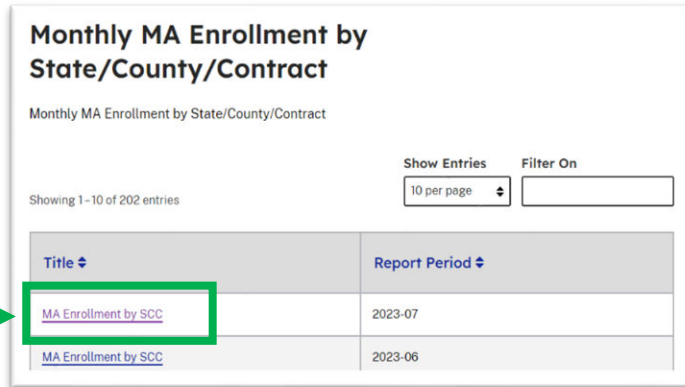 Monthly MA Enrollment by
State/County/Contract
Monthly MA Enrollment by State/County/Contract
Show Entries Filter On
Showing 1–10 of 202 entries 10 per page
Title Report Period
MA Enrollment by SCC 2023-07
MA Enrollment by SCC 2023-06